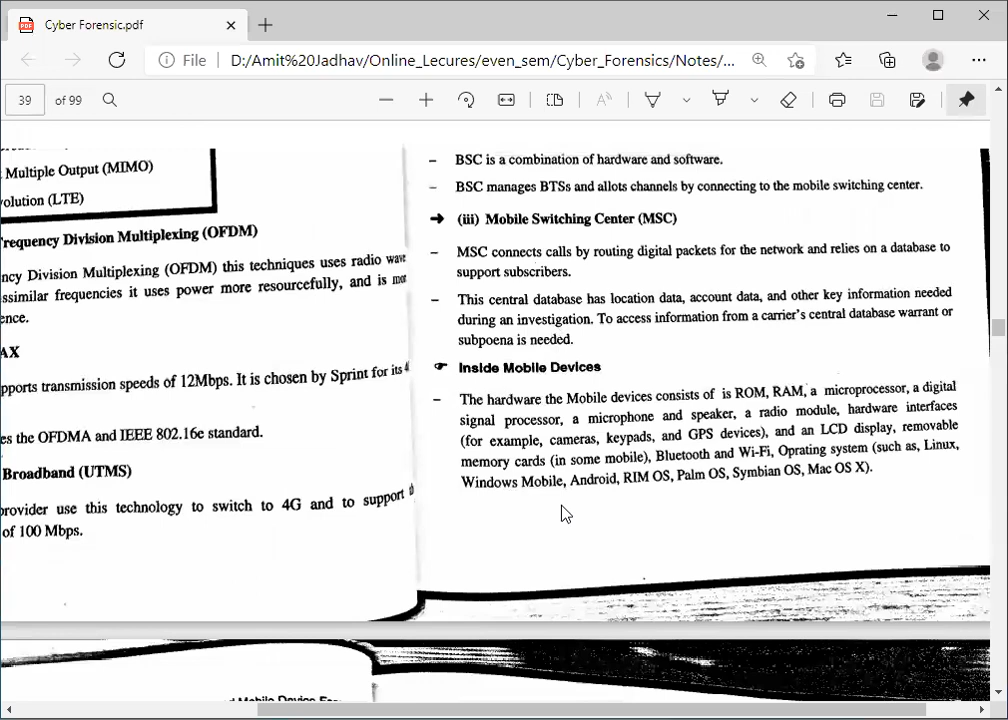 Cyber Forensic.pdf
File
D:/Amit%20Jadhav/Online_Lecures/even_sem/Cyber_Forensics/Notes/...
39 of 99
Multiple Output (MIMO)
olution (LTE)
requency Division Multiplexing (OFDM)
ncy Division Multiplexing (OFDM) this techniques uses radio wave
ssimilar frequencies it uses power more resourcefully, and is more
ence.
AX
pports transmission speeds of 12Mbps. It is chosen by Sprint for its 4
es the OFDMA and IEEE 802.16e standard.
Broadband (UTMS)
rovider use this technology to switch to 4G and to support
of 100 Mbps.
– BSC is a combination of hardware and software.
– BSC manages BTSs and allots channels by connecting to the mobile switching center.
➔ (iii) Mobile Switching Center (MSC)
– MSC connects calls by routing digital packets for the network and relies on a database to
support subscribers.
– This central database has location data, account data, and other key information needed
during an investigation. To access information from a carrier's central database warrant or
subpoena is needed.
☛ Inside Mobile Devices
– The hardware the Mobile devices consists of is ROM, RAM, a microprocessor, a digital
signal processor, a microphone and speaker, a radio module, hardware interfaces
(for example, cameras, keypads, and GPS devices), and an LCD display, removable
memory cards (in some mobile), Bluetooth and Wi-Fi, Oprating system (such as, Linux,
Windows Mobile, Android, RIM OS, Palm OS, Symbian OS, Mac OS X).